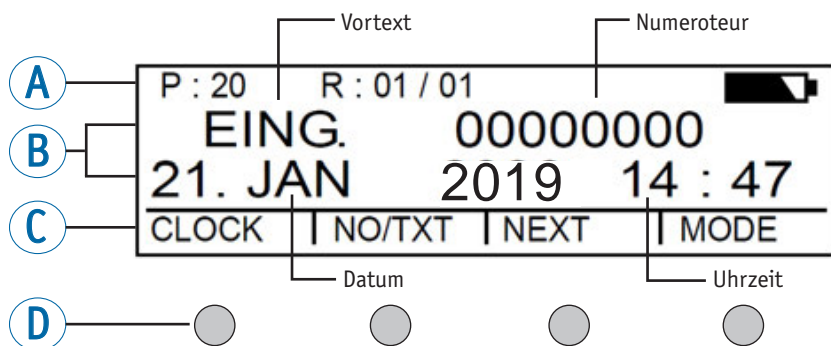 Vortext Numeroteur
A P : 20 R : 01 / 01
B EING. 00000000
21. JAN 2019 14 : 47
C CLOCK NO/TXT NEXT MODE
Datum Uhrzeit
D